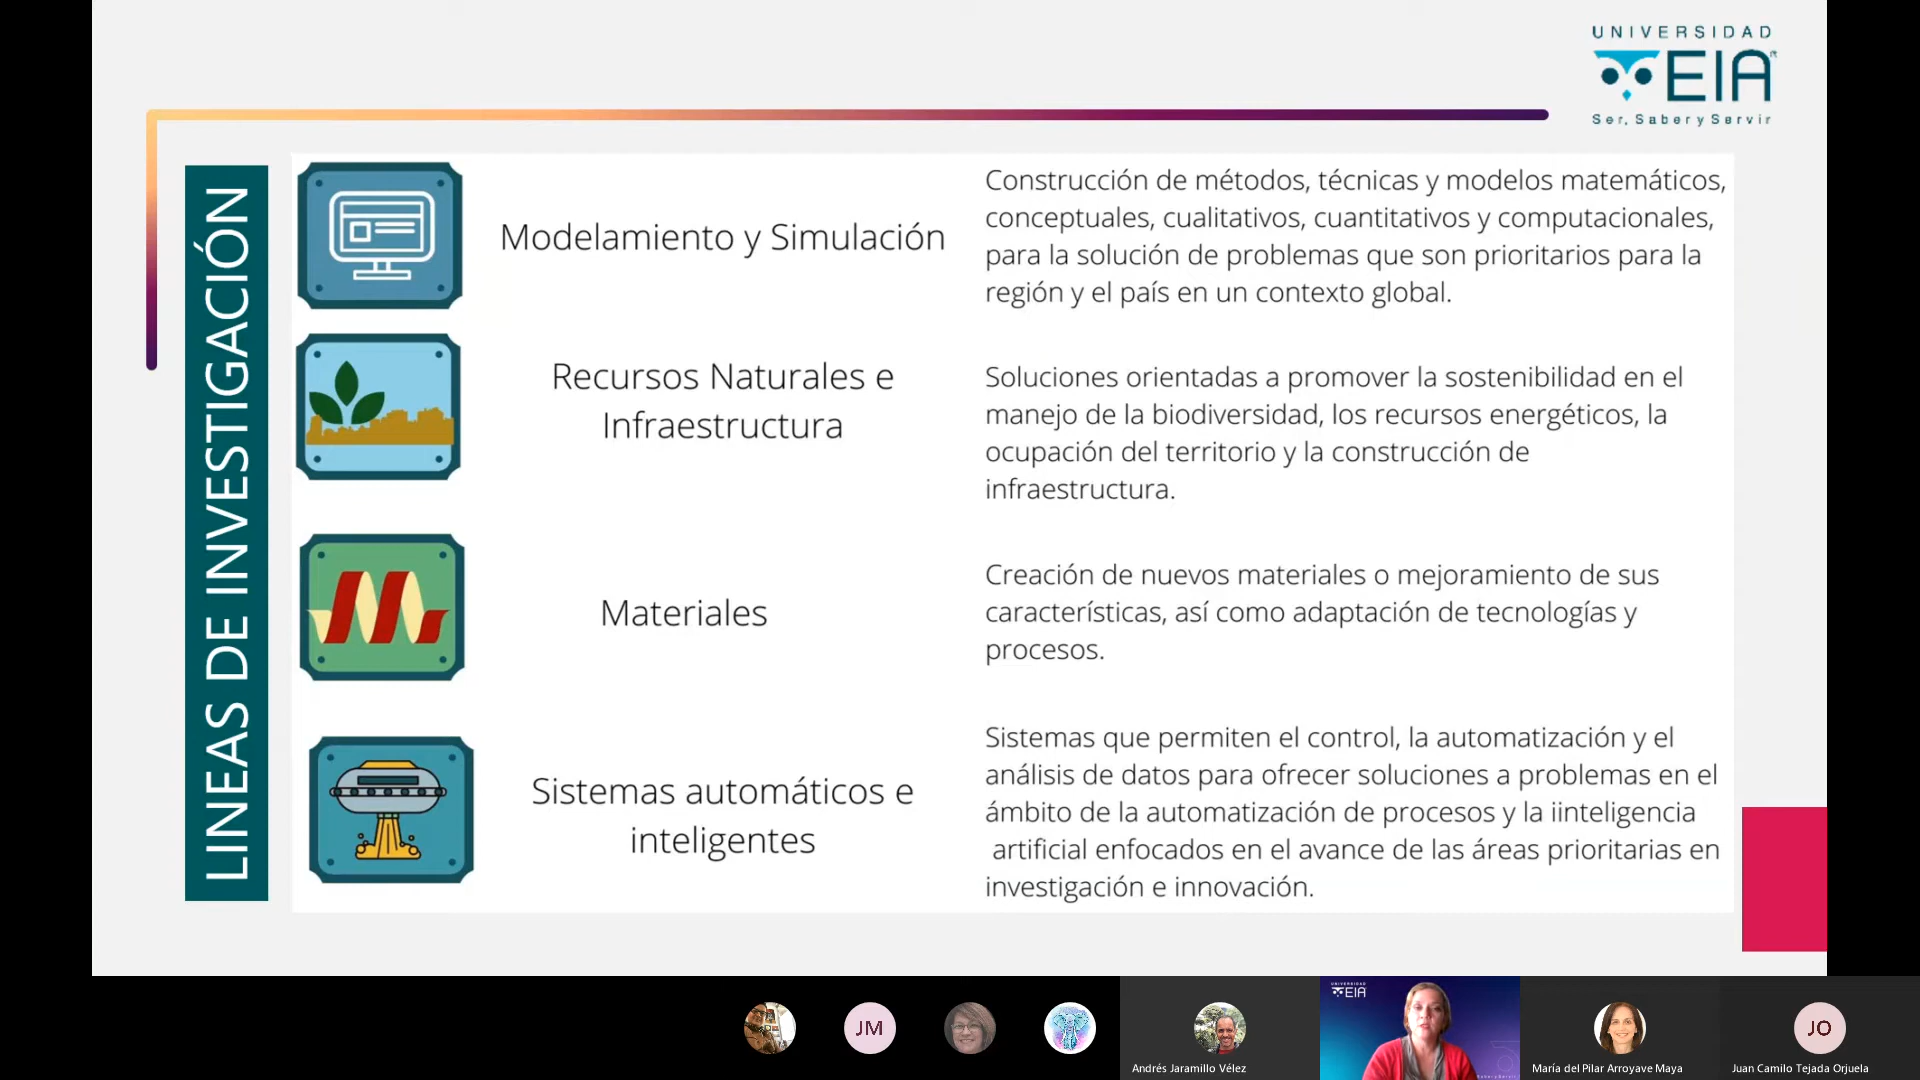 UNIVERSIDAD
EIA
Ser, Saber y Servir
LINEAS DE INVESTIGACIÓN
Modelamiento y Simulación
Construcción de métodos, técnicas y modelos matemáticos,
conceptuales, cualitativos, cuantitativos y computacionales,
para la solución de problemas que son prioritarios para la
región y el país en un contexto global.
Recursos Naturales e
Infraestructura
Soluciones orientadas a promover la sostenibilidad en el
manejo de la biodiversidad, los recursos energéticos, la
ocupación del territorio y la construcción de
infraestructura.
Materiales
Creación de nuevos materiales o mejoramiento de sus
características, así como adaptación de tecnologías y
procesos.
Sistemas automáticos e
inteligentes
Sistemas que permiten el control, la automatización y el
análisis de datos para ofrecer soluciones a problemas en el
ámbito de la automatización de procesos y la iinteligencia
artificial enfocados en el avance de las áreas prioritarias en
investigación e innovación.
JM
Andrés Jaramillo Vélez
UNIVERSIDAD
EIA
María del Pilar Arroyave Maya
JO
Juan Camilo Tejada Orjuela